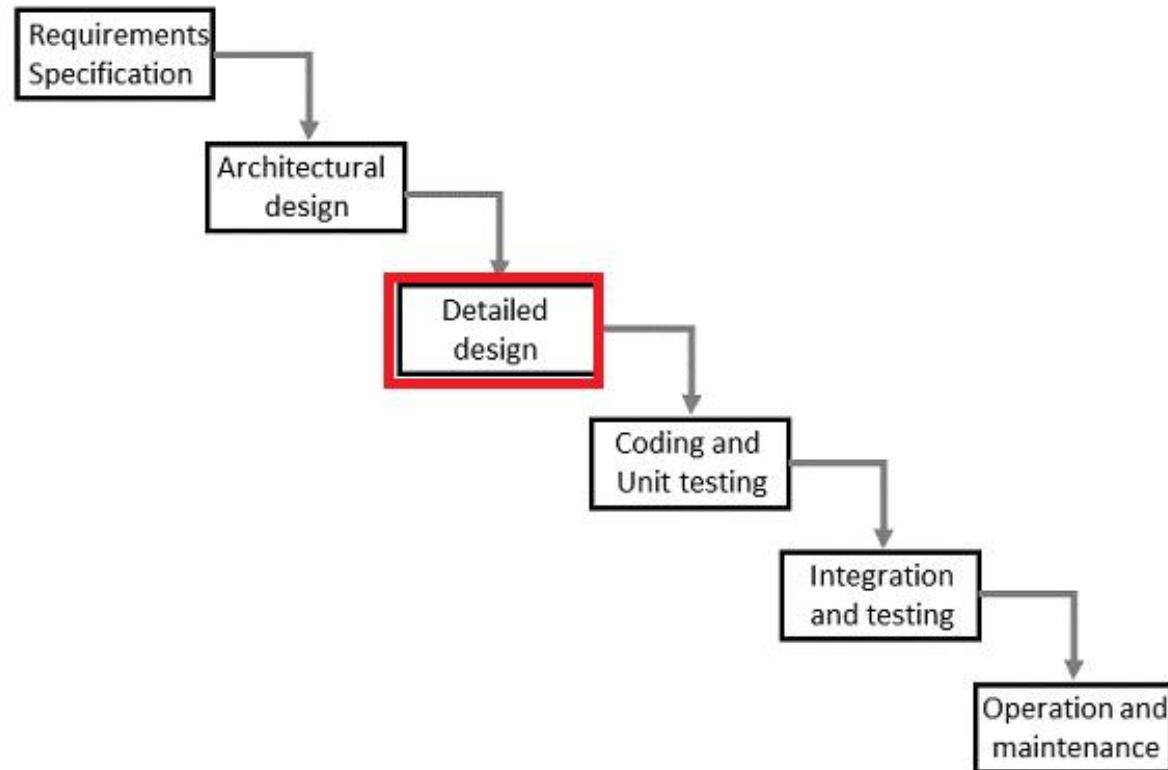 Requirements
Specification
Architectural
design
Detailed
design
Coding and
Unit testing
Integration
and testing
Operation and
maintenance